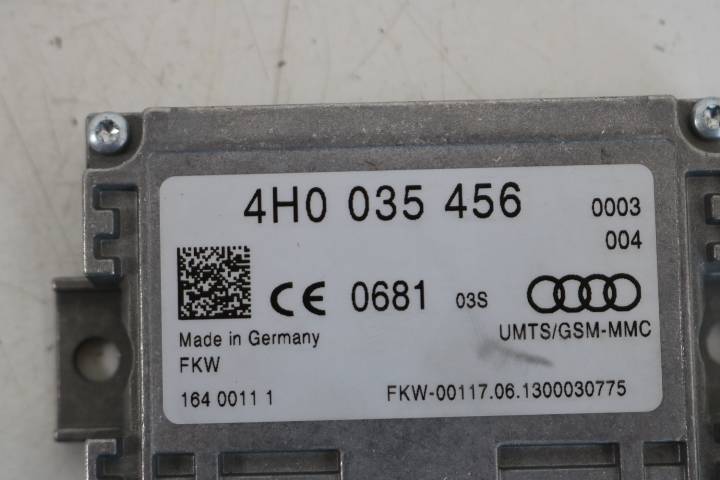 4H0 035 456
0003
004
CE 0681 03S
UMTS/GSM-MMC
Made in Germany
FKW
164 0011 1
FKW-00117.06.1300030775